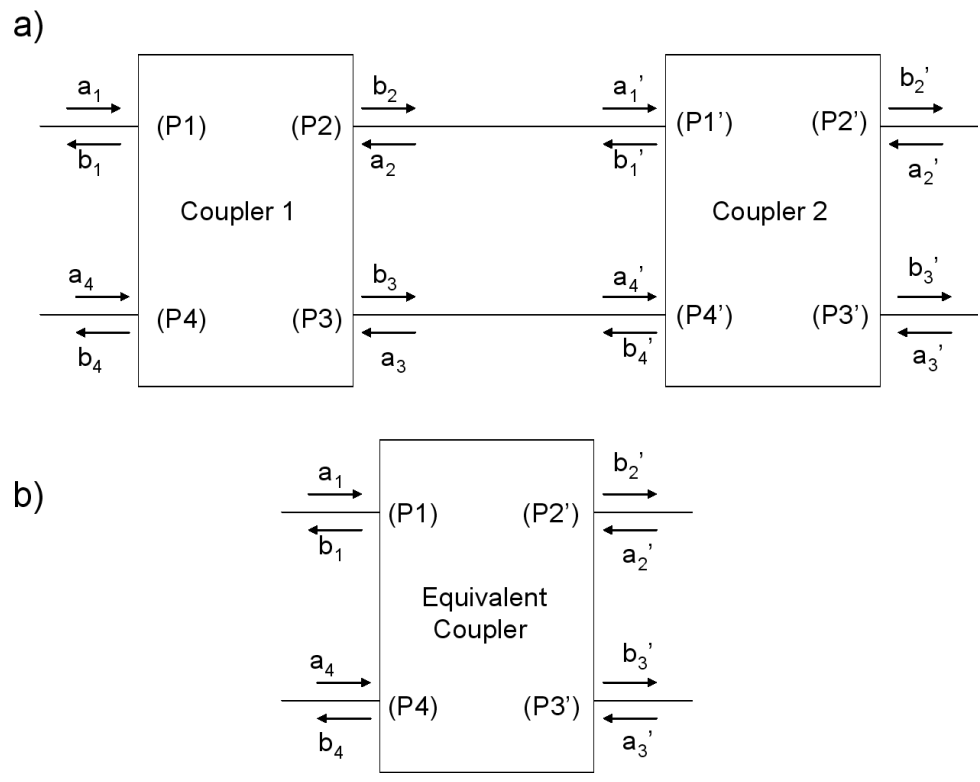 a)
a₁ b₂ a₁’ b₂’
(P1) (P2) (P1’) (P2’)
b₁ a₂ b₁’ a₂’
Coupler 1 Coupler 2
a₄ b₃ a₄’ b₃’
(P4) (P3) (P4’) (P3’)
b₄ a₃ b₄’ a₃’
b)
a₁ b₂’
(P1) (P2’)
b₁ a₂’
Equivalent
Coupler
a₄ b₃’
(P4) (P3’)
b₄ a₃’